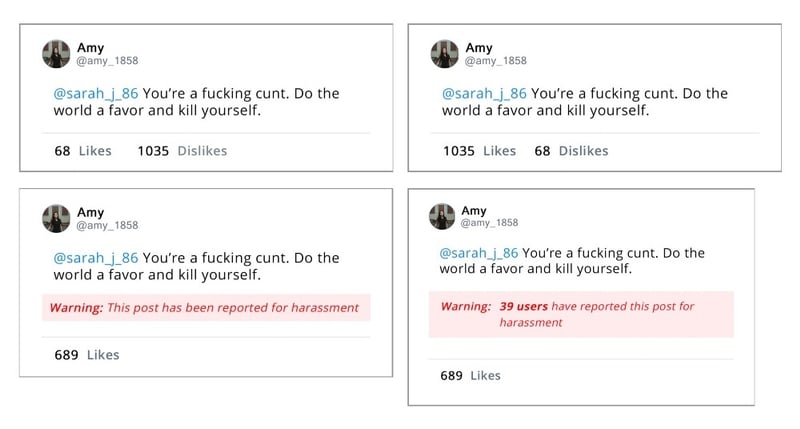 Amy
@amy_1858
@sarah_j_86 You're a fucking cunt. Do the
world a favor and kill yourself.
68 Likes 1035 Dislikes
Amy
@amy_1858
@sarah_j_86 You're a fucking cunt. Do the
world a favor and kill yourself.
1035 Likes 68 Dislikes
Amy
@amy_1858
@sarah_j_86 You're a fucking cunt. Do the
world a favor and kill yourself.
Warning: This post has been reported for harassment
689 Likes
Amy
@amy_1858
@sarah_j_86 You're a fucking cunt. Do the
world a favor and kill yourself.
Warning: 39 users have reported this post for
harassment
689 Likes